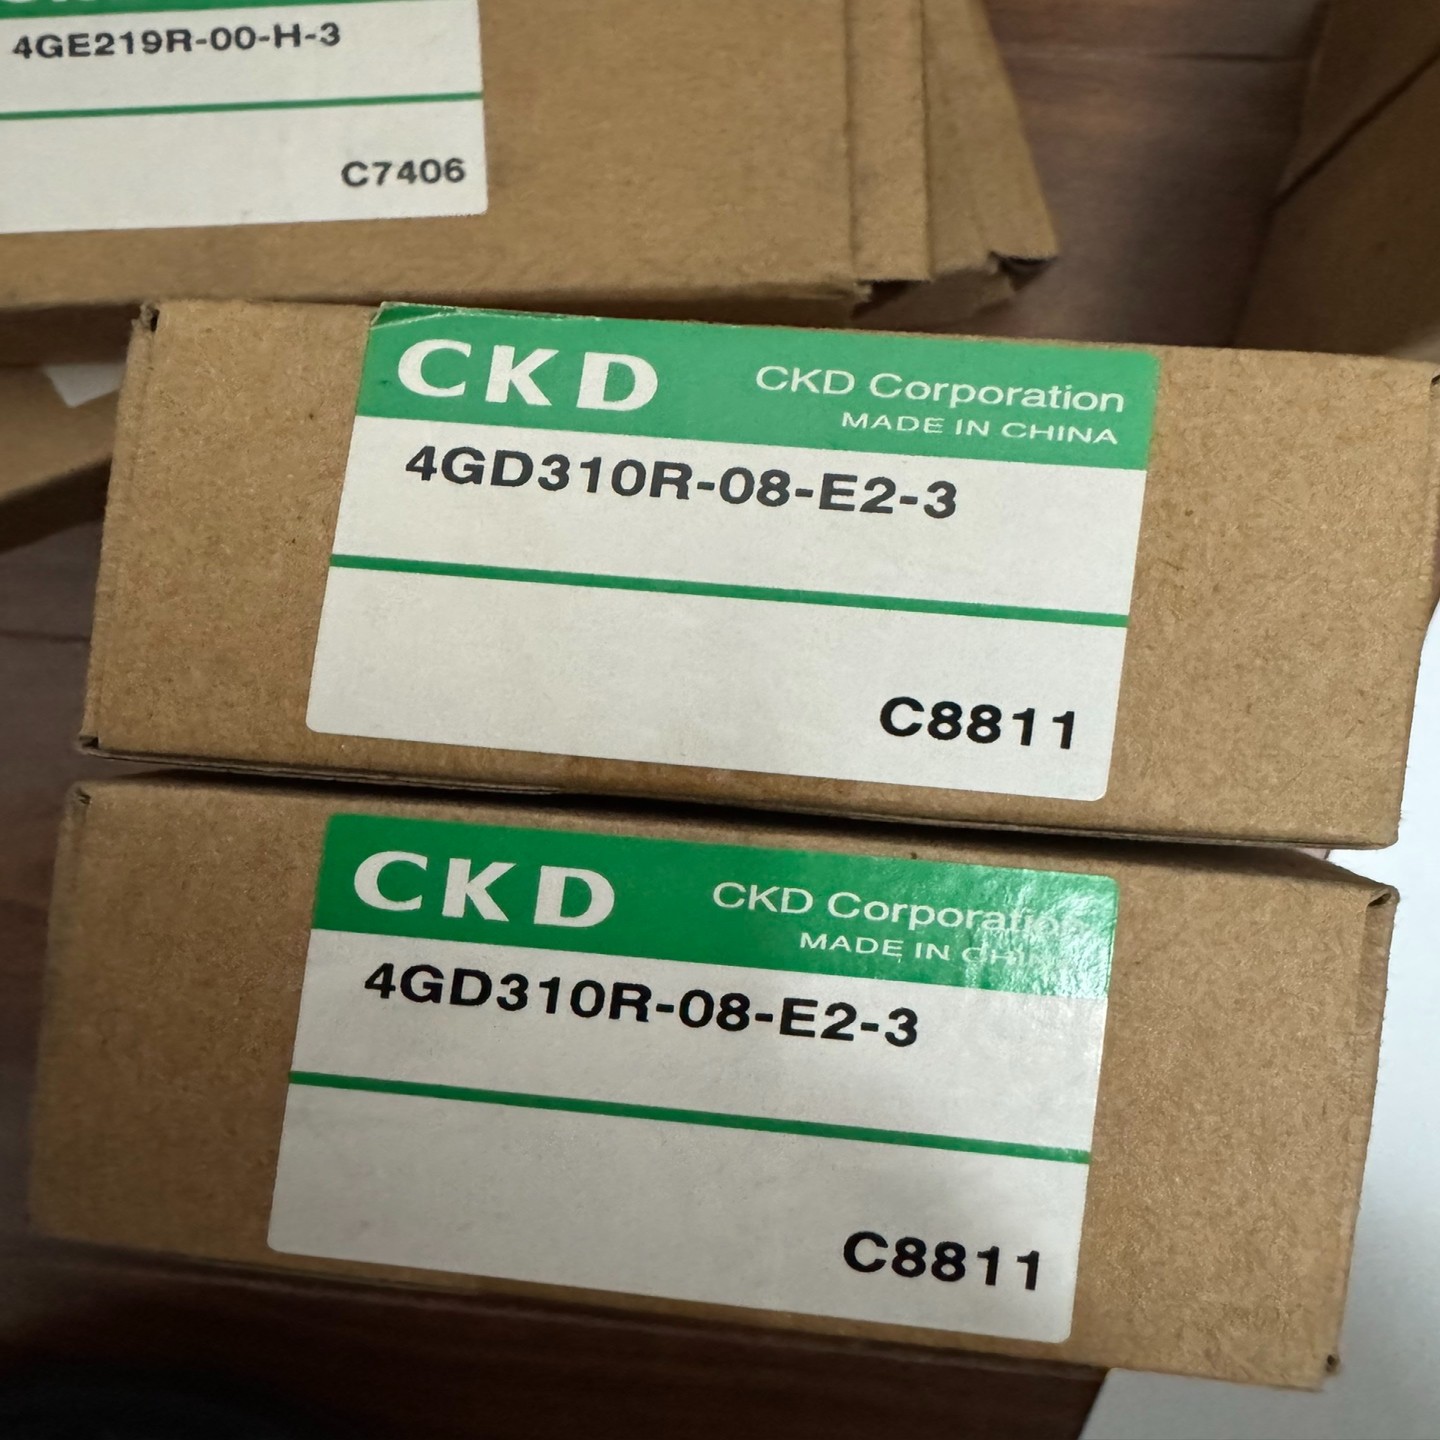 4GE219R-00-H-3
C7406
CKD CKD Corporation
MADE IN CHINA
4GD310R-08-E2-3
C8811
CKD CKD Corporation
MADE IN CHINA
4GD310R-08-E2-3
C8811